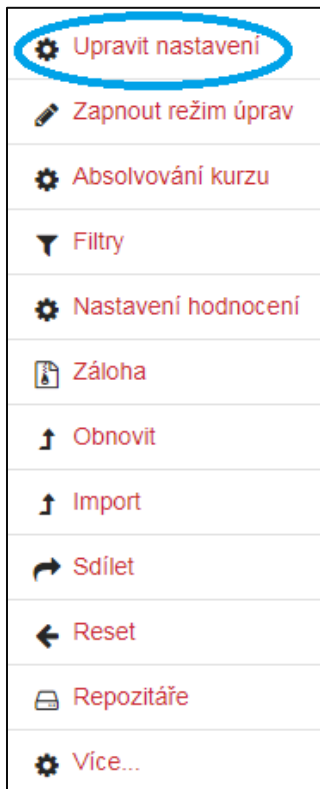 Upravit nastavení
Zapnout režim úprav
Absolvování kurzu
Filtry
Nastavení hodnocení
Záloha
Obnovit
Import
Sdílet
Reset
Repozitáře
Více...